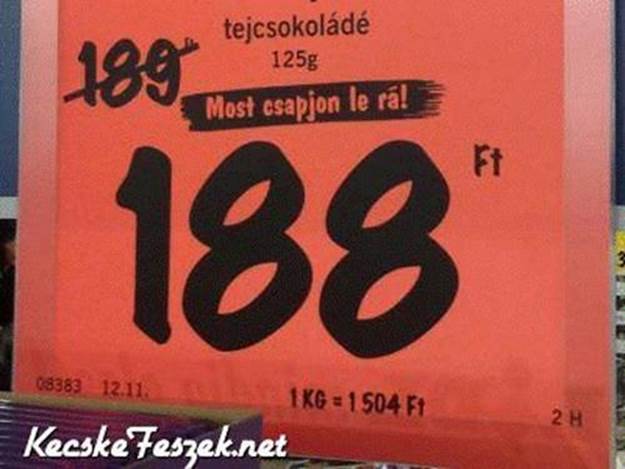 tejcsokoládé
125g
189 Ft
Most csapjon le rá!
188 Ft
1 KG = 1 504 Ft
08383 12.11.
2 H
KecskeFeszek.net